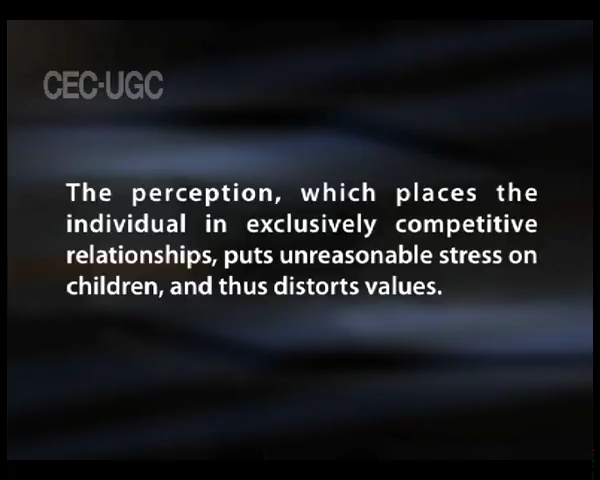 CEC-UGC
The perception, which places the
individual in exclusively competitive
relationships, puts unreasonable stress on
children, and thus distorts values.